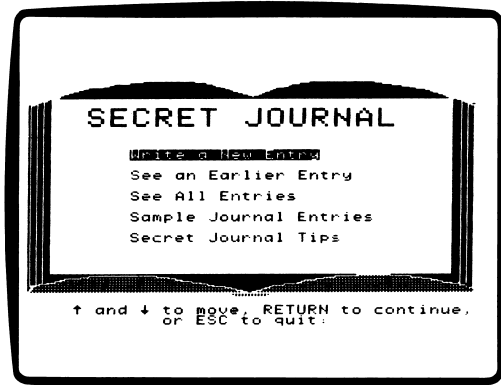 SECRET JOURNAL
Write a New Entry
See an Earlier Entry
See All Entries
Sample Journal Entries
Secret Journal Tips
↑ and ↓ to move, RETURN to continue,
or ESC to quit: